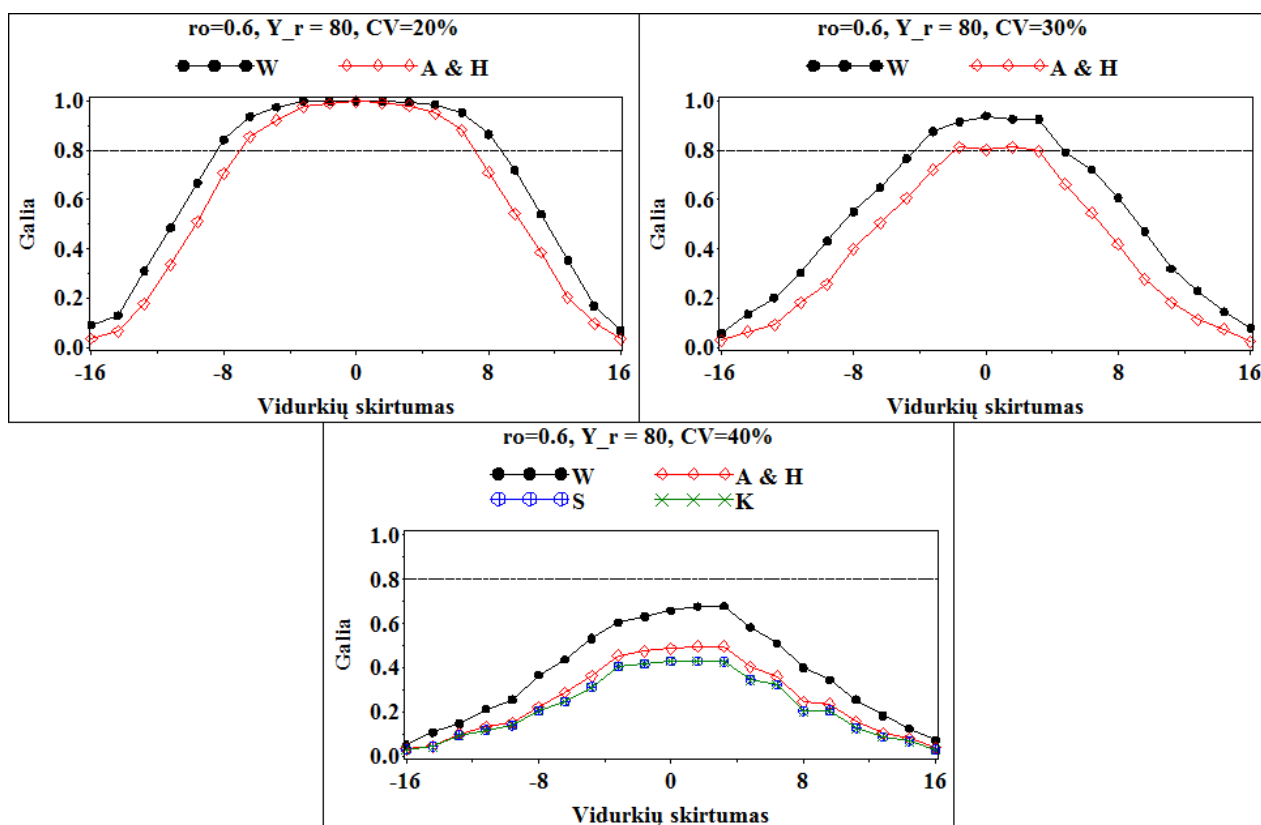 ro=0.6, Y_r = 80, CV=20%
W A & H
1.0
0.8
0.6
0.4
0.2
0.0
Galia
-16 -8 0 8 16
Vidurkių skirtumas
ro=0.6, Y_r = 80, CV=30%
W A & H
1.0
0.8
0.6
0.4
0.2
0.0
Galia
-16 -8 0 8 16
Vidurkių skirtumas
ro=0.6, Y_r = 80, CV=40%
W A & H
S K
1.0
0.8
0.6
0.4
0.2
0.0
Galia
-16 -8 0 8 16
Vidurkių skirtumas